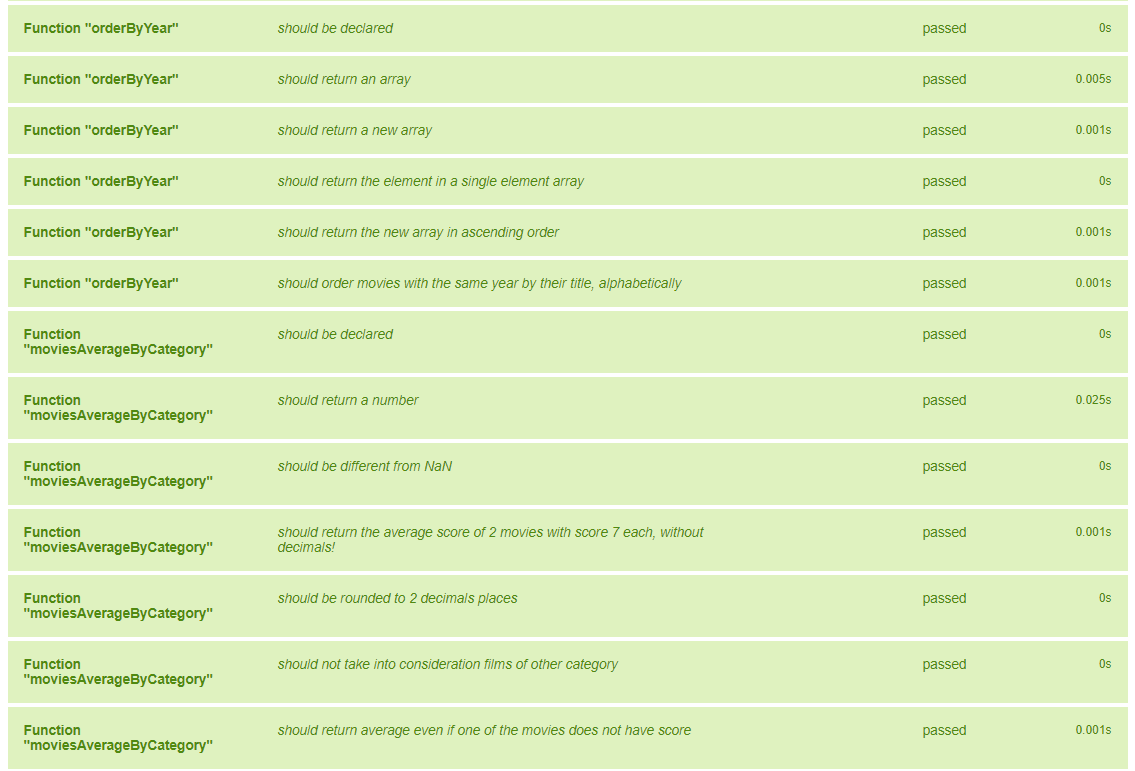 Function "orderByYear" should be declared passed 0s
Function "orderByYear" should return an array passed 0.005s
Function "orderByYear" should return a new array passed 0.001s
Function "orderByYear" should return the element in a single element array passed 0s
Function "orderByYear" should return the new array in ascending order passed 0.001s
Function "orderByYear" should order movies with the same year by their title, alphabetically passed 0.001s
Function should be declared passed 0s
"moviesAverageByCategory"
Function should return a number passed 0.025s
"moviesAverageByCategory"
Function should be different from NaN passed 0s
"moviesAverageByCategory"
Function should return the average score of 2 movies with score 7 each, without passed 0.001s
"moviesAverageByCategory" decimals!
Function should be rounded to 2 decimals places passed 0s
"moviesAverageByCategory"
Function should not take into consideration films of other category passed 0s
"moviesAverageByCategory"
Function should return average even if one of the movies does not have score passed 0.001s
"moviesAverageByCategory"